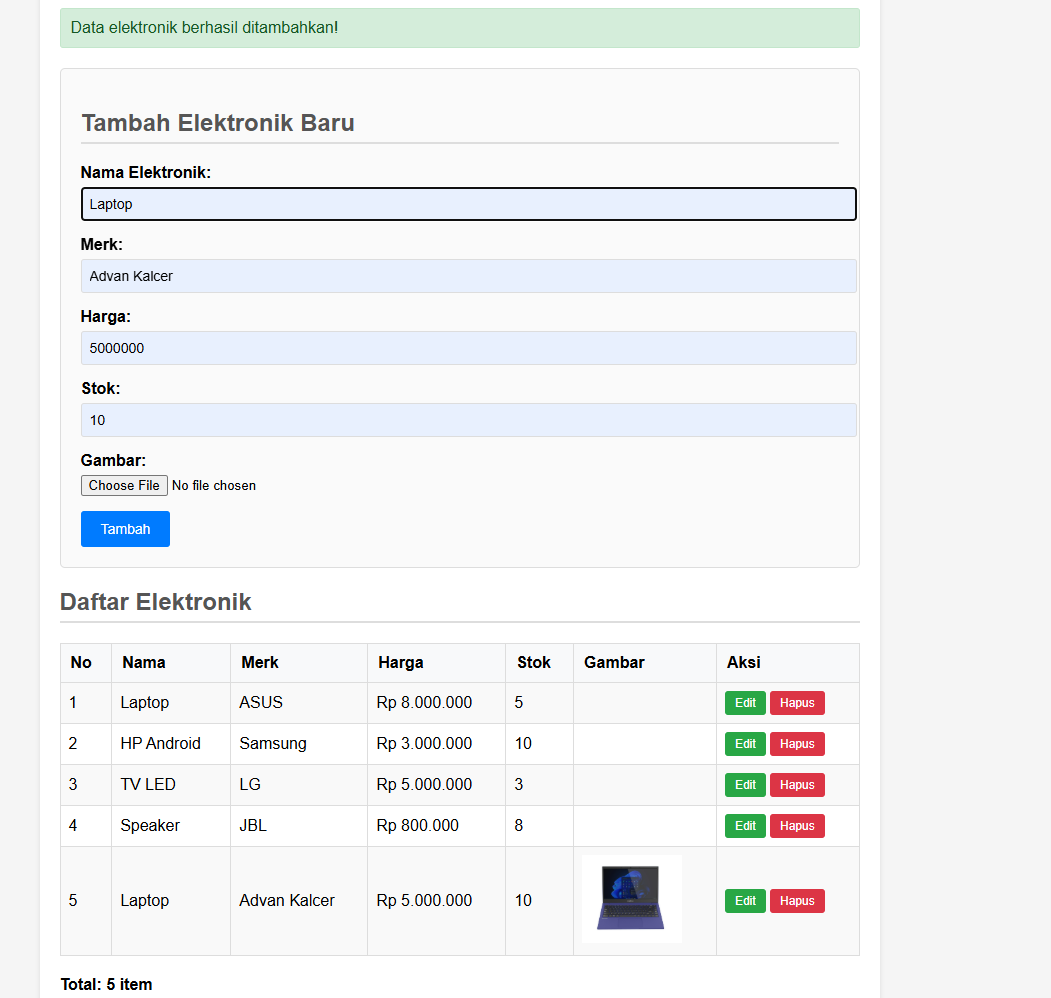 Data elektronik berhasil ditambahkan!
Tambah Elektronik Baru
Nama Elektronik:
Laptop
Merk:
Advan Kalcer
Harga:
5000000
Stok:
10
Gambar:
Choose File No file chosen
Tambah
Daftar Elektronik
No Nama Merk Harga Stok Gambar Aksi
1 Laptop ASUS Rp 8.000.000 5 Edit Hapus
2 HP Android Samsung Rp 3.000.000 10 Edit Hapus
3 TV LED LG Rp 5.000.000 3 Edit Hapus
4 Speaker JBL Rp 800.000 8 Edit Hapus
5 Laptop Advan Kalcer Rp 5.000.000 10 Edit Hapus
Total: 5 item